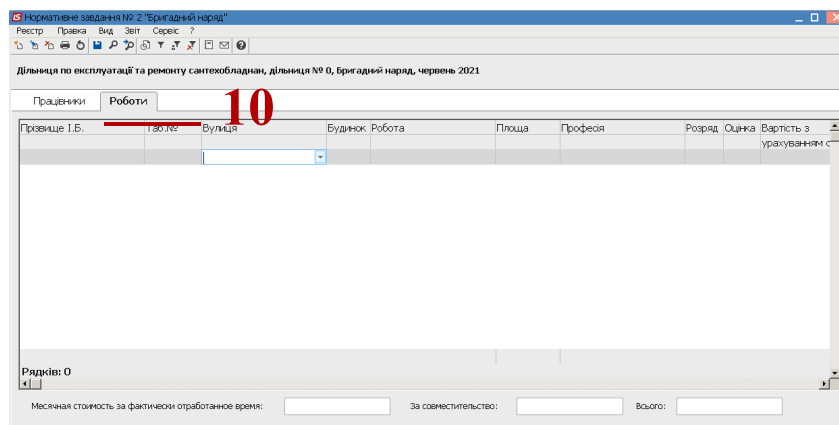 Нормативне завдання № 2 "Бригадний наряд"
Реєстр Правка Вид Звіт Сервіс ?
Дільниця по експлуатації та ремонту сантехобладнан, дільниця № 0, Бригадний наряд, червень 2021
Працівники Роботи 10
Прізвище І.Б. Таб.№ Вулиця Будинок Робота Площа Професія Розряд Оцінка Вартість з
урахуванням с
Рядків: 0
Месячная стоимость за фактически отработанное время: За совместительство: Всього: